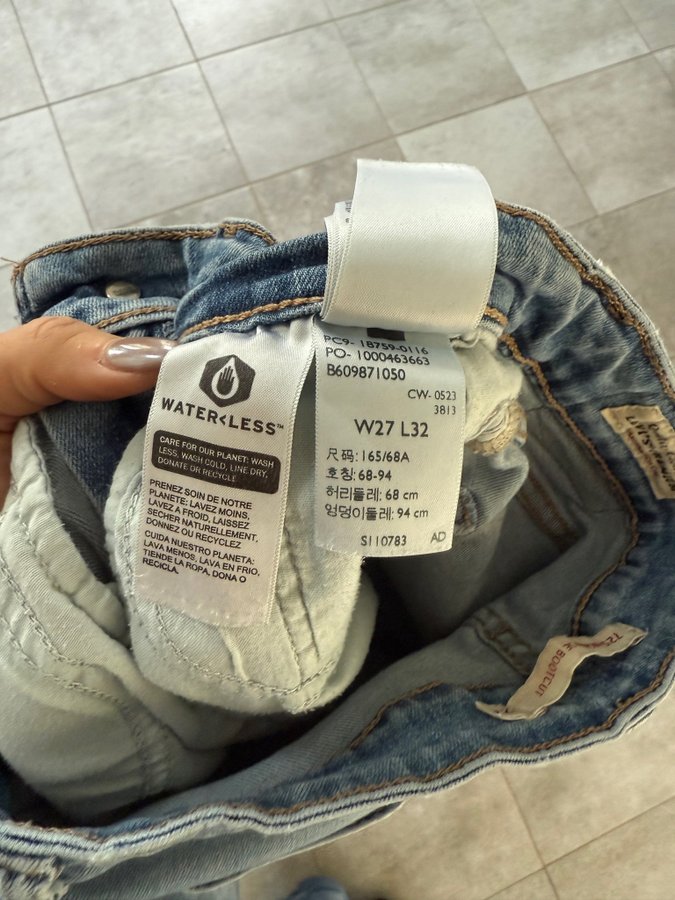 WATER<LESS™
CARE FOR OUR PLANET: WASH
LESS, WASH COLD, LINE DRY,
DONATE OR RECYCLE
PRENEZ SOIN DE NOTRE
PLANÈTE: LAVEZ MOINS,
LAVEZ A FROID, LAISSEZ
SECHER NATURELLEMENT,
DONNEZ OU RECYCLEZ
CUIDA NUESTRO PLANETA:
LAVA MENOS. LAVA EN FRIO,
TIENDE LA ROPA, DONA O
RECICLA.
PC9- 18759-0116
PO- 1000463663
B609871050
CW- 0523
3813
W27 L32
尺码: 165/68A
호칭: 68-94
허리둘레: 68 cm
엉덩이둘레: 94 cm
S110783 AD
BOOTCUT